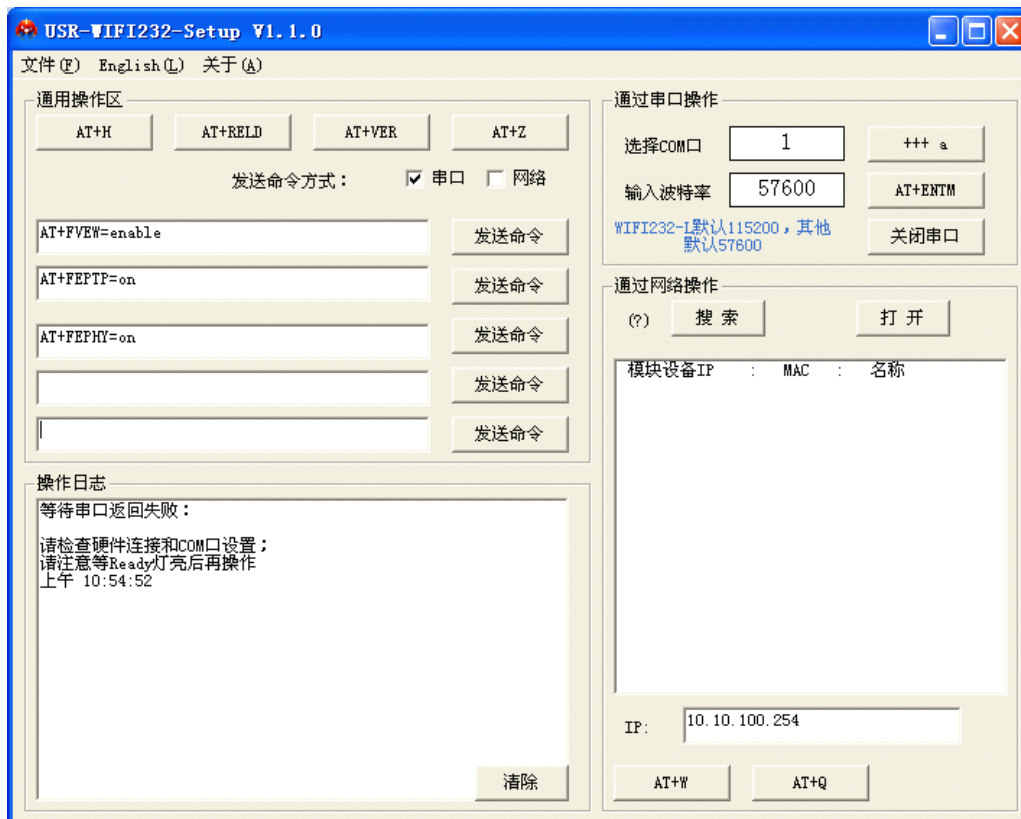 USR-WIFI232-Setup V1.1.0
文件(F) English(L) 关于(A)
通用操作区
AT+H AT+RELD AT+VER AT+Z
发送命令方式: 串口 网络
AT+FVEW=enable 发送命令
AT+FEPTP=on 发送命令
AT+FEPHY=on 发送命令
发送命令
发送命令
操作日志
等待串口返回失败:
请检查硬件连接和COM口设置;
请注意等Ready灯亮后再操作
上午 10:54:52
清除
通过串口操作
选择COM口 1 +++ a
输入波特率 57600 AT+ENTM
WIFI232-L默认115200,其他
默认57600
关闭串口
通过网络操作
(?) 搜 索 打 开
模块设备IP : MAC : 名称
IP: 10.10.100.254
AT+W AT+Q